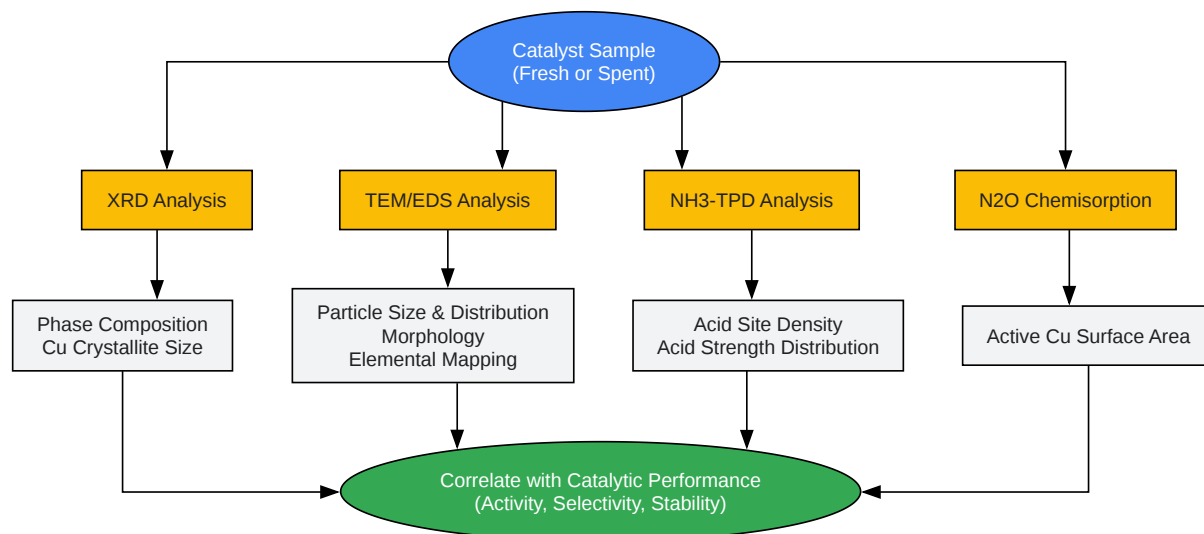 Catalyst Sample
(Fresh or Spent)
XRD Analysis
TEM/EDS Analysis
NH3-TPD Analysis
N2O Chemisorption
Phase Composition
Cu Crystallite Size
Particle Size & Distribution
Morphology
Elemental Mapping
Acid Site Density
Acid Strength Distribution
Active Cu Surface Area
Correlate with Catalytic Performance
(Activity, Selectivity, Stability)